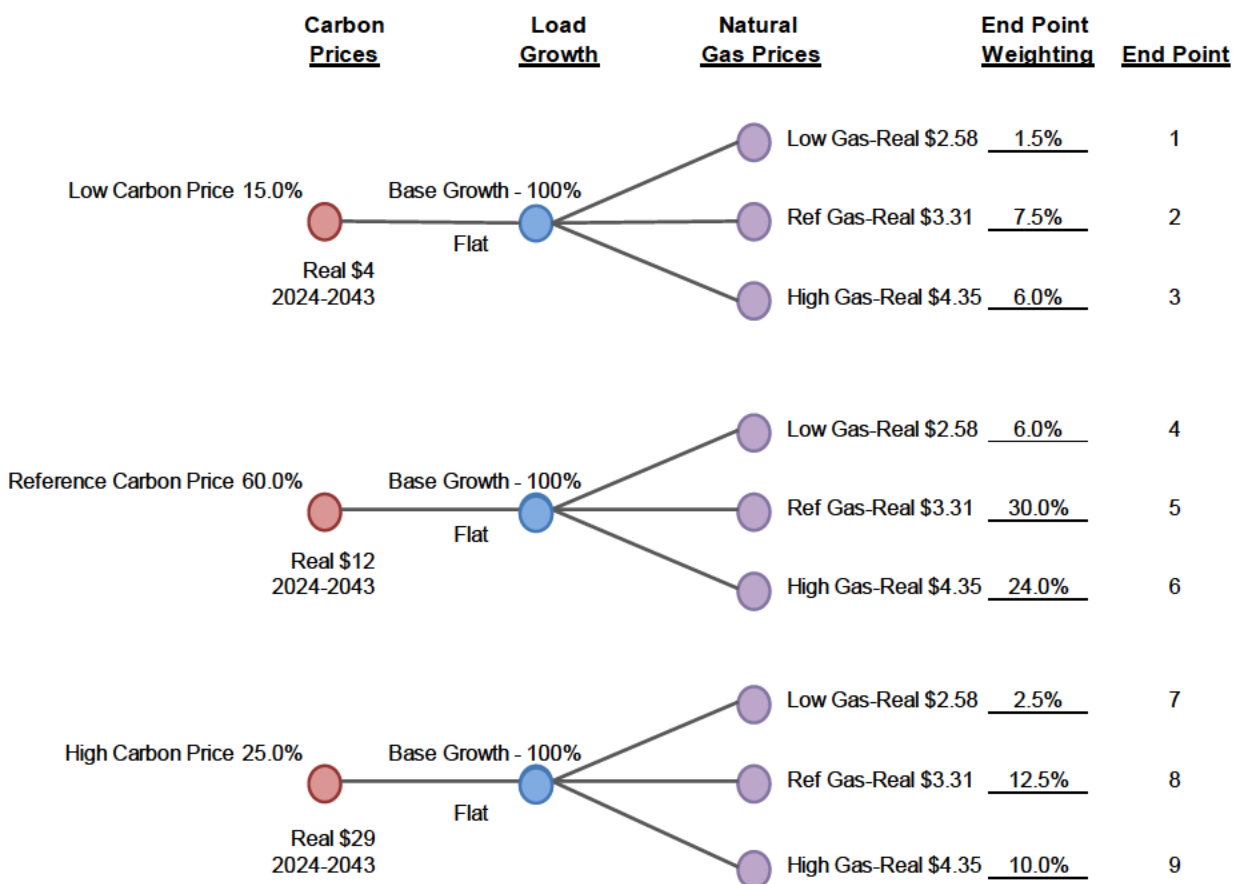 Carbon Load Natural End Point
Prices Growth Gas Prices Weighting End Point
Low Gas-Real $2.58 1.5% 1
Low Carbon Price 15.0% Base Growth - 100%
Ref Gas-Real $3.31 7.5% 2
Flat
Real $4
2024-2043
High Gas-Real $4.35 6.0% 3
Low Gas-Real $2.58 6.0% 4
Reference Carbon Price 60.0% Base Growth - 100%
Ref Gas-Real $3.31 30.0% 5
Flat
Real $12
2024-2043
High Gas-Real $4.35 24.0% 6
Low Gas-Real $2.58 2.5% 7
High Carbon Price 25.0% Base Growth - 100%
Ref Gas-Real $3.31 12.5% 8
Flat
Real $29
2024-2043
High Gas-Real $4.35 10.0% 9